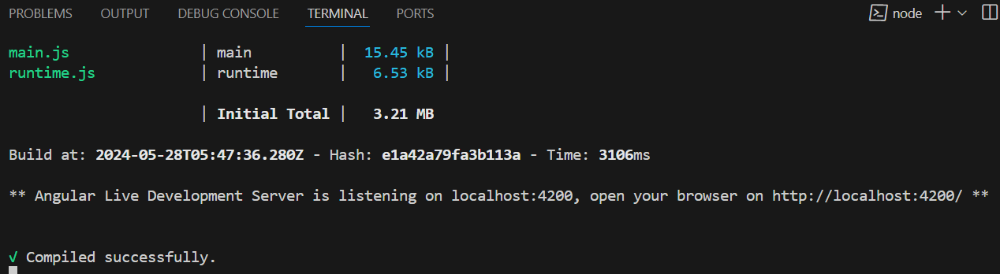 PROBLEMS OUTPUT DEBUG CONSOLE TERMINAL PORTS node
main.js | main | 15.45 kB |
runtime.js | runtime | 6.53 kB |
| Initial Total | 3.21 MB
Build at: 2024-05-28T05:47:36.280Z - Hash: e1a42a79fa3b113a - Time: 3106ms
** Angular Live Development Server is listening on localhost:4200, open your browser on http://localhost:4200/ **
√ Compiled successfully.